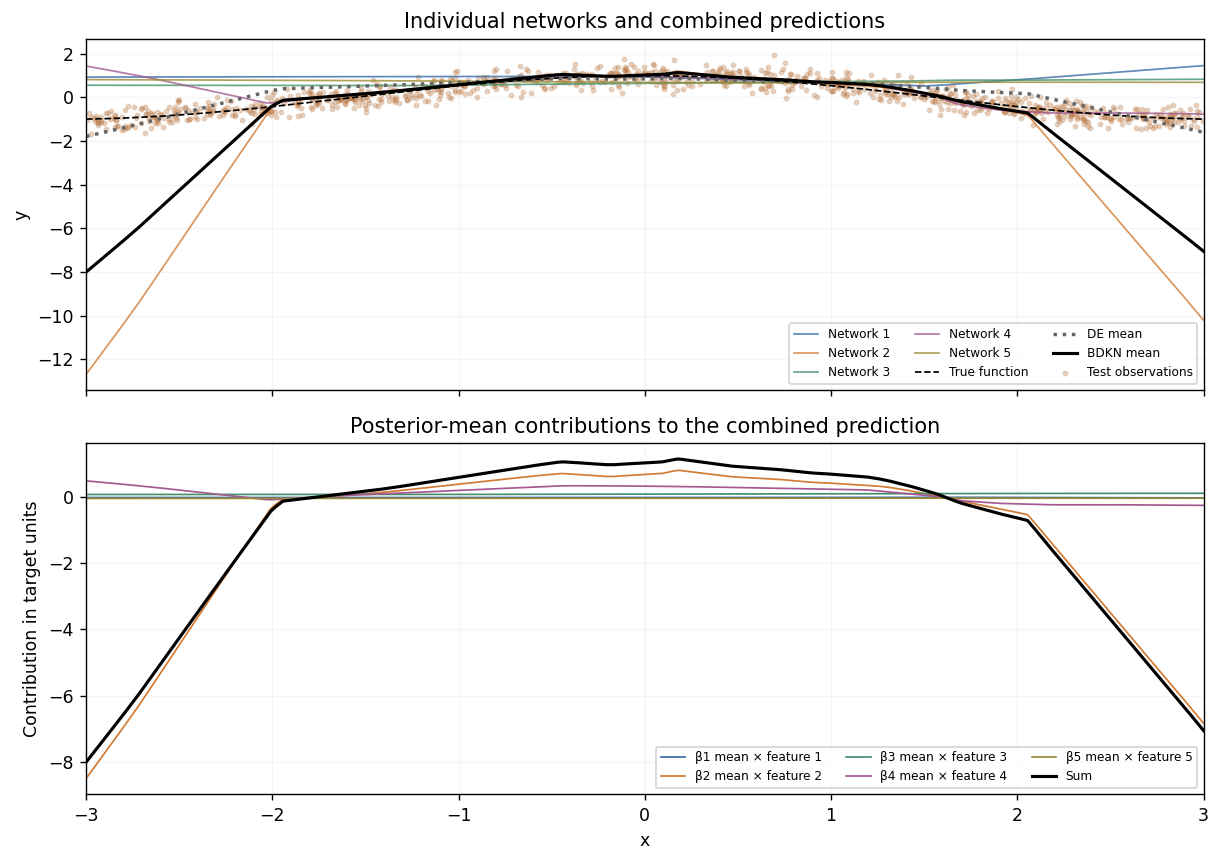 Individual networks and combined predictions
2
0
−2
−4
−6
−8
−10
−12
y
Network 1
Network 2
Network 3
Network 4
Network 5
True function
DE mean
BDKN mean
Test observations
Posterior-mean contributions to the combined prediction
0
−2
−4
−6
−8
Contribution in target units
β1 mean × feature 1
β2 mean × feature 2
β3 mean × feature 3
β4 mean × feature 4
β5 mean × feature 5
Sum
−3
−2
−1
0
1
2
3
x